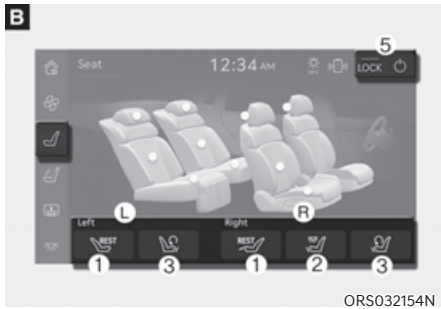 B
5
Seat 12:34 AM LOCK
L R
Left Right
REST REST
1 3 1 2 3
ORS032154N